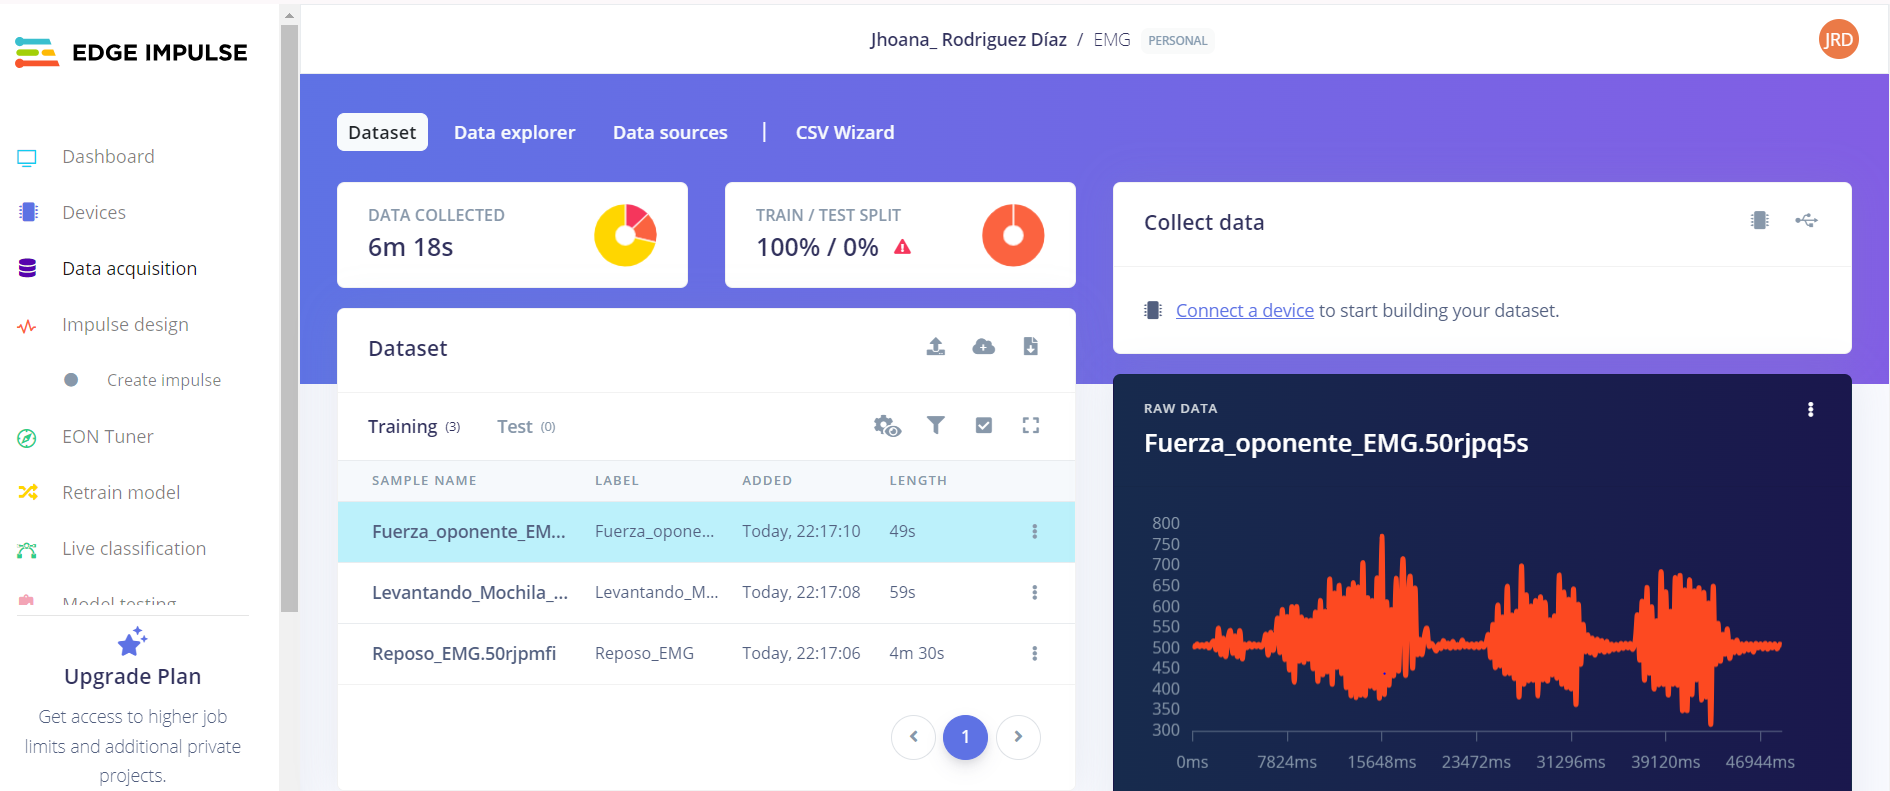 EDGE IMPULSE
Jhoana_ Rodriguez Díaz / EMG PERSONAL
JRD
Dashboard
Devices
Data acquisition
Impulse design
Create impulse
EON Tuner
Retrain model
Live classification
Model testing
Upgrade Plan
Get access to higher job
limits and additional private
projects.
Dataset Data explorer Data sources | CSV Wizard
DATA COLLECTED
6m 18s
TRAIN / TEST SPLIT
100% / 0%
Collect data
Connect a device to start building your dataset.
Dataset
Training (3) Test (0)
SAMPLE NAME LABEL ADDED LENGTH
Fuerza_oponente_EM... Fuerza_opone... Today, 22:17:10 49s
Levantando_Mochila_... Levantando_M... Today, 22:17:08 59s
Reposo_EMG.50rjpmfi Reposo_EMG Today, 22:17:06 4m 30s
1
RAW DATA
Fuerza_oponente_EMG.50rjpq5s
800
750
700
650
600
550
500
450
400
350
300
0ms 7824ms 15648ms 23472ms 31296ms 39120ms 46944ms